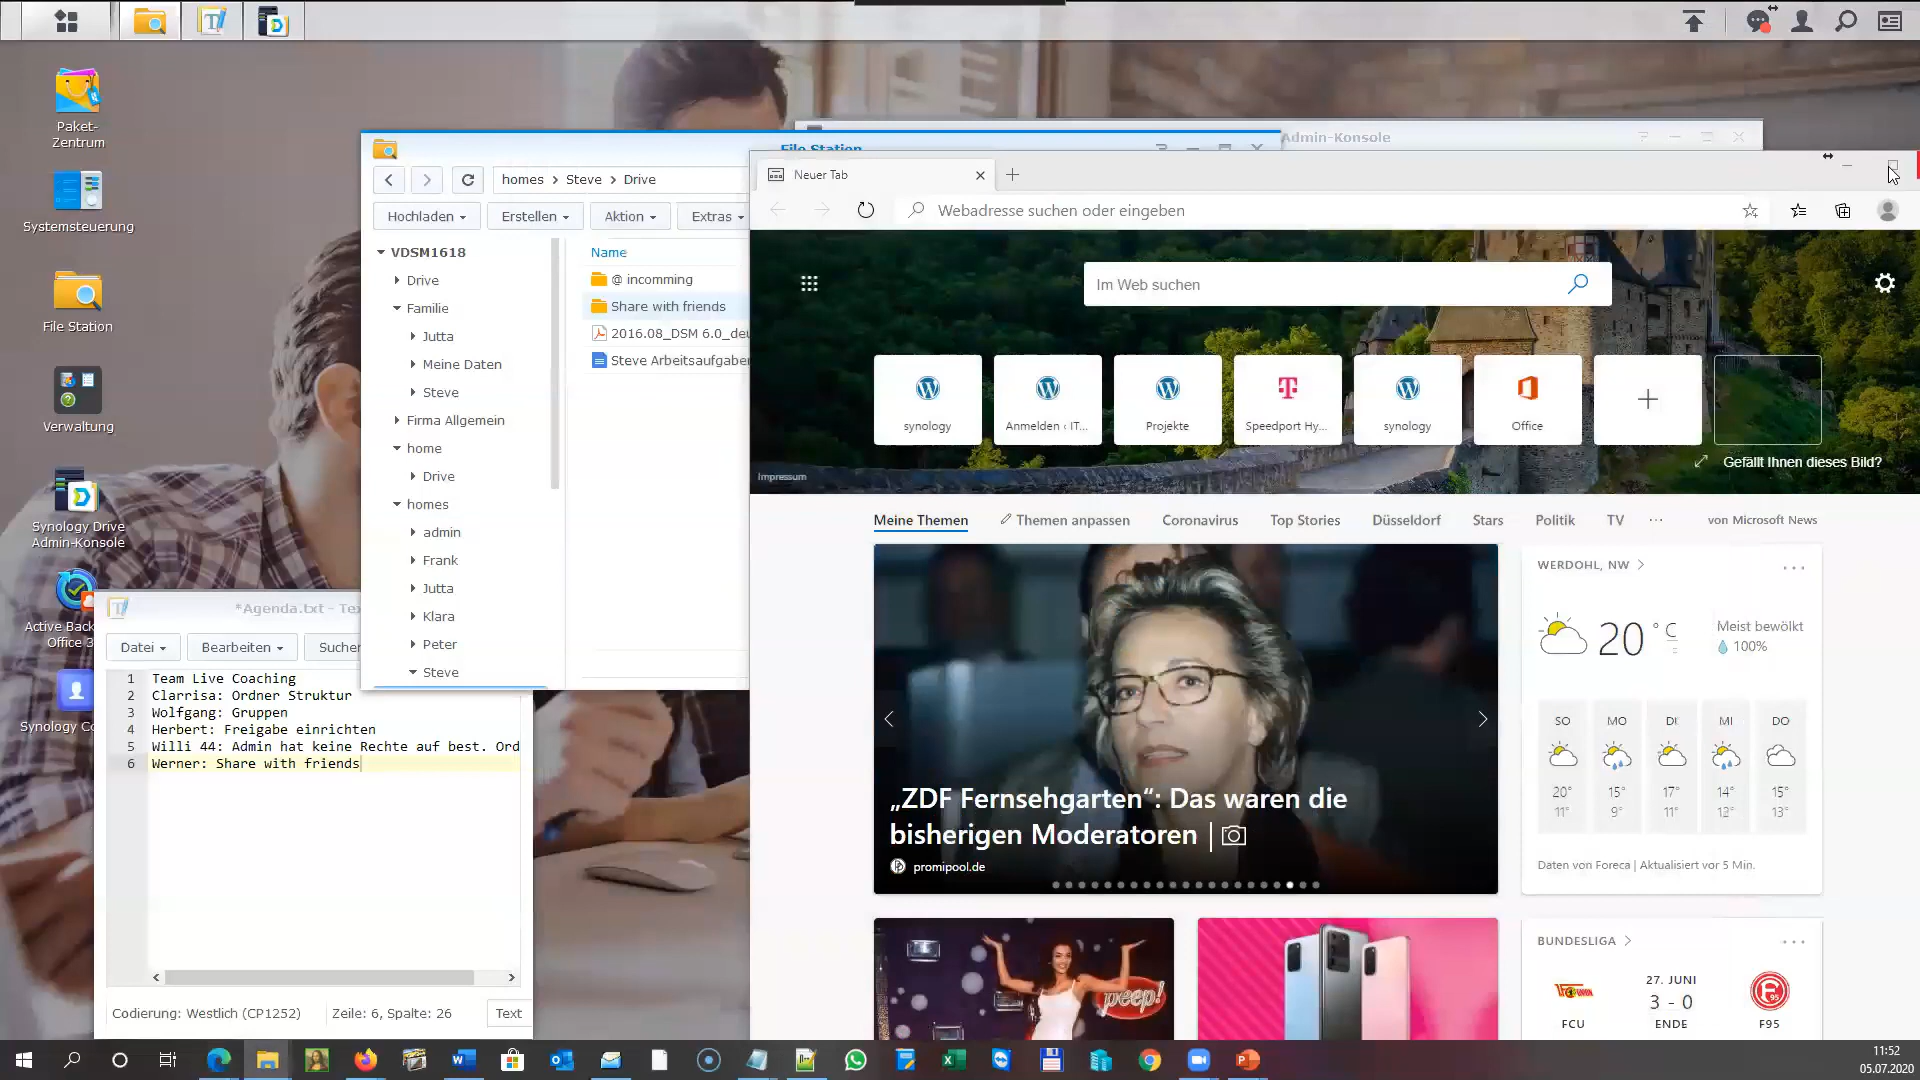 Paket-
Zentrum
Systemsteuerung
File Station
Verwaltung
Synology Drive
Admin-Konsole
Active Back
Office 3
Synology Co
Admin-Konsole
File Station
homes > Steve > Drive
Hochladen
Erstellen
Aktion
Extras
VDSM1618
Drive
Familie
Jutta
Meine Daten
Steve
Firma Allgemein
home
Drive
homes
admin
Frank
Jutta
Klara
Peter
Steve
Name
@ incomming
Share with friends
2016.08_DSM 6.0_deu
Steve Arbeitsaufgaben
*Agenda.txt - Tex
Datei
Bearbeiten
Suchen
1 Team Live Coaching
2 Clarrisa: Ordner Struktur
3 Wolfgang: Gruppen
4 Herbert: Freigabe einrichten
5 Willi 44: Admin hat keine Rechte auf best. Ord
6 Werner: Share with friends
Codierung: Westlich (CP1252)
Zeile: 6, Spalte: 26
Text
Neuer Tab
Webadresse suchen oder eingeben
Im Web suchen
synology
Anmelden ‹ IT...
Projekte
Speedport Hy...
synology
Office
Impressum
Gefällt Ihnen dieses Bild?
Meine Themen
Themen anpassen
Coronavirus
Top Stories
Düsseldorf
Stars
Politik
TV
von Microsoft News
„ZDF Fernsehgarten“: Das waren die
bisherigen Moderatoren
promipool.de
WERDOHL, NW
20 ° C
Meist bewölkt
100%
SO MO DI MI DO
20° 15° 17° 14° 15°
11° 9° 11° 12° 13°
Daten von Foreca | Aktualisiert vor 5 Min.
peep!
BUNDESLIGA
27. JUNI
3 - 0
FCU ENDE F95
11:52
05.07.2020